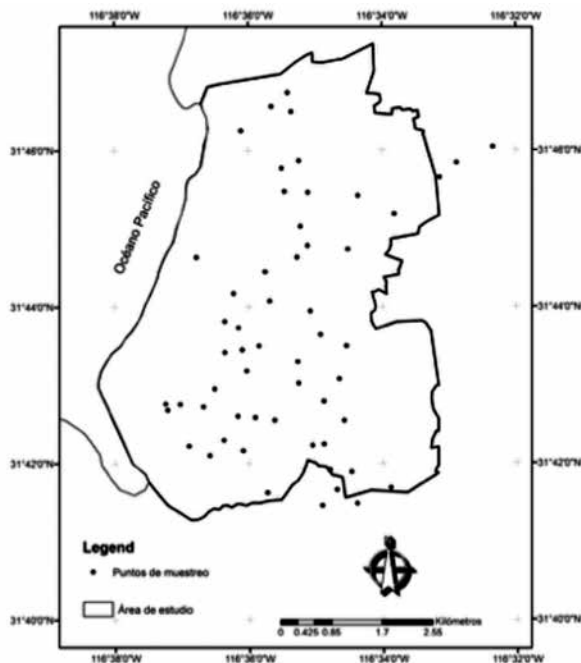 116°38'0"W 116°36'0"W 116°34'0"W 116°32'0"W
31°46'0"N 31°46'0"N
Océano Pacífico
31°44'0"N 31°44'0"N
31°42'0"N 31°42'0"N
Legend
Puntos de muestreo
Área de estudio
Kilómetros
0 0.425 0.85 1.7 2.55
31°40'0"N 31°40'0"N
116°38'0"W 116°36'0"W 116°34'0"W 116°32'0"W